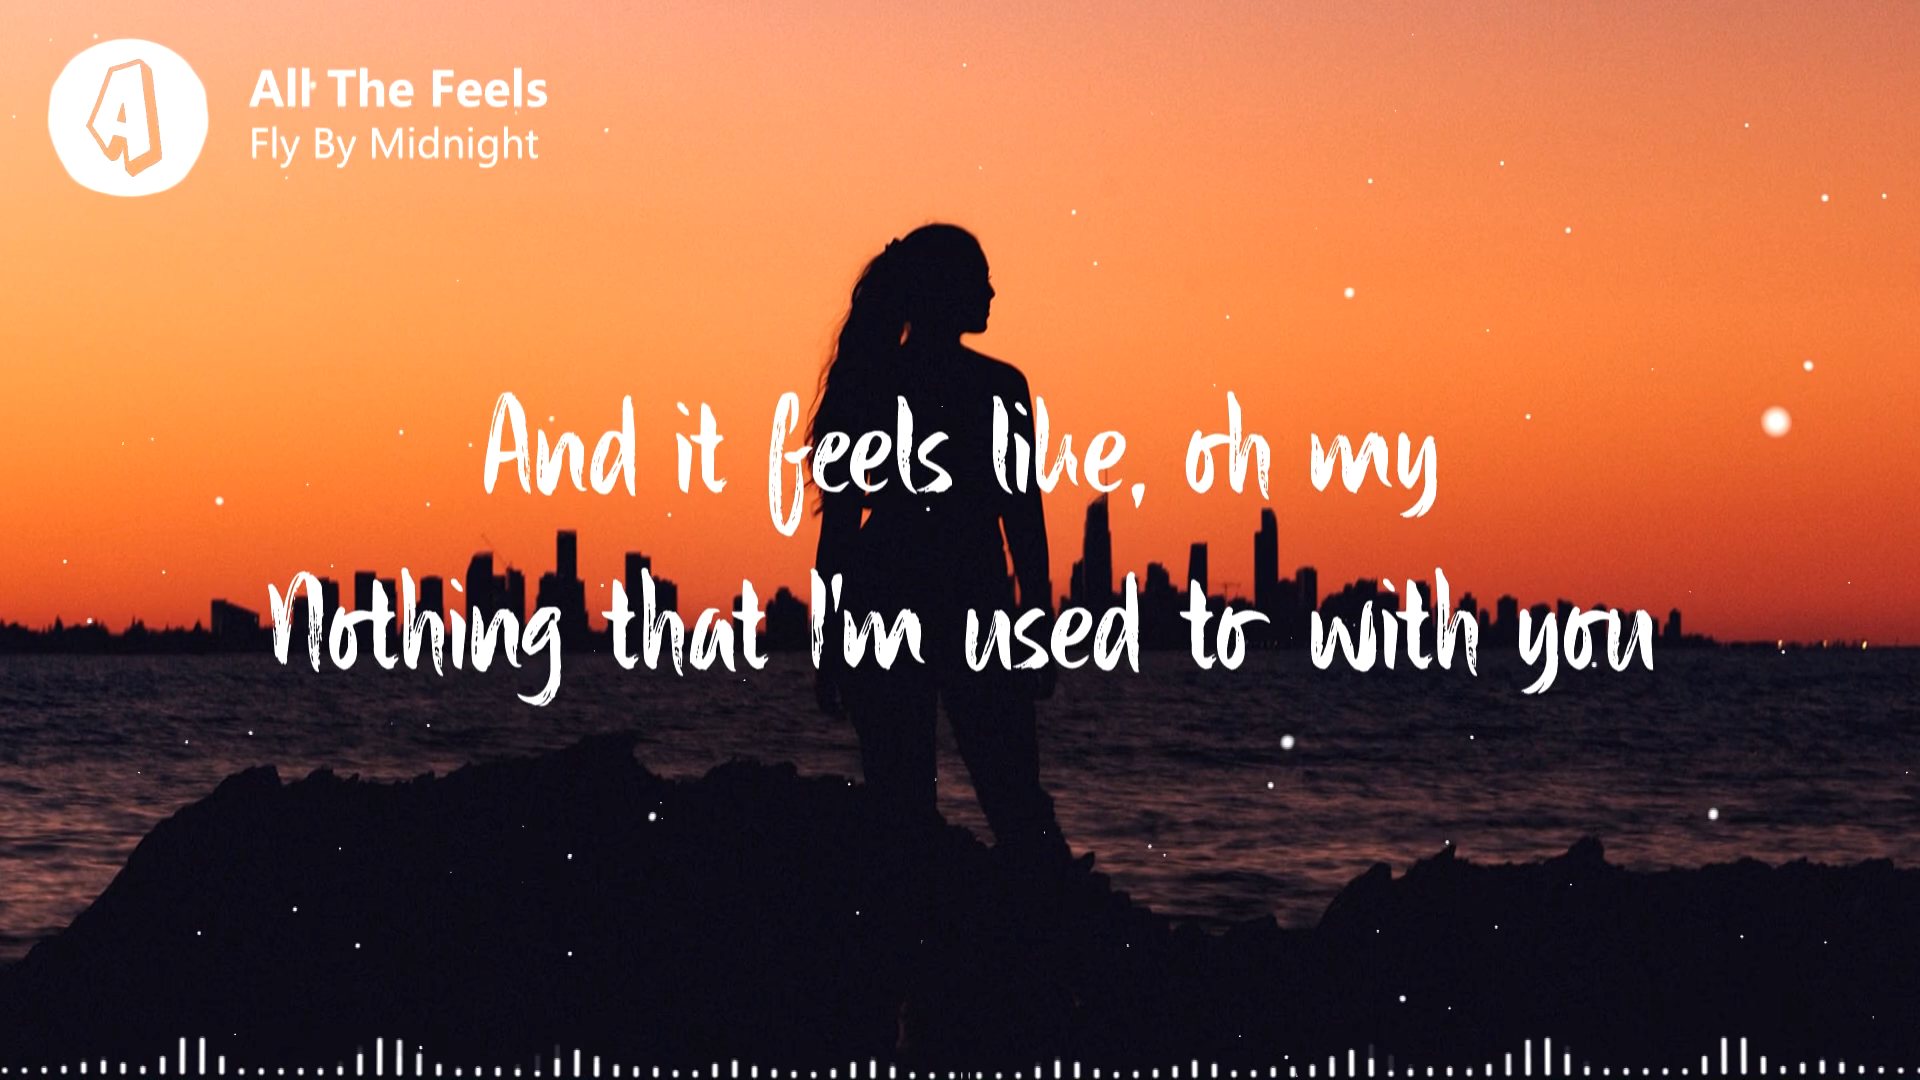 A
All The Feels
Fly By Midnight
And it feels like, oh my
Nothing that I'm used to with you